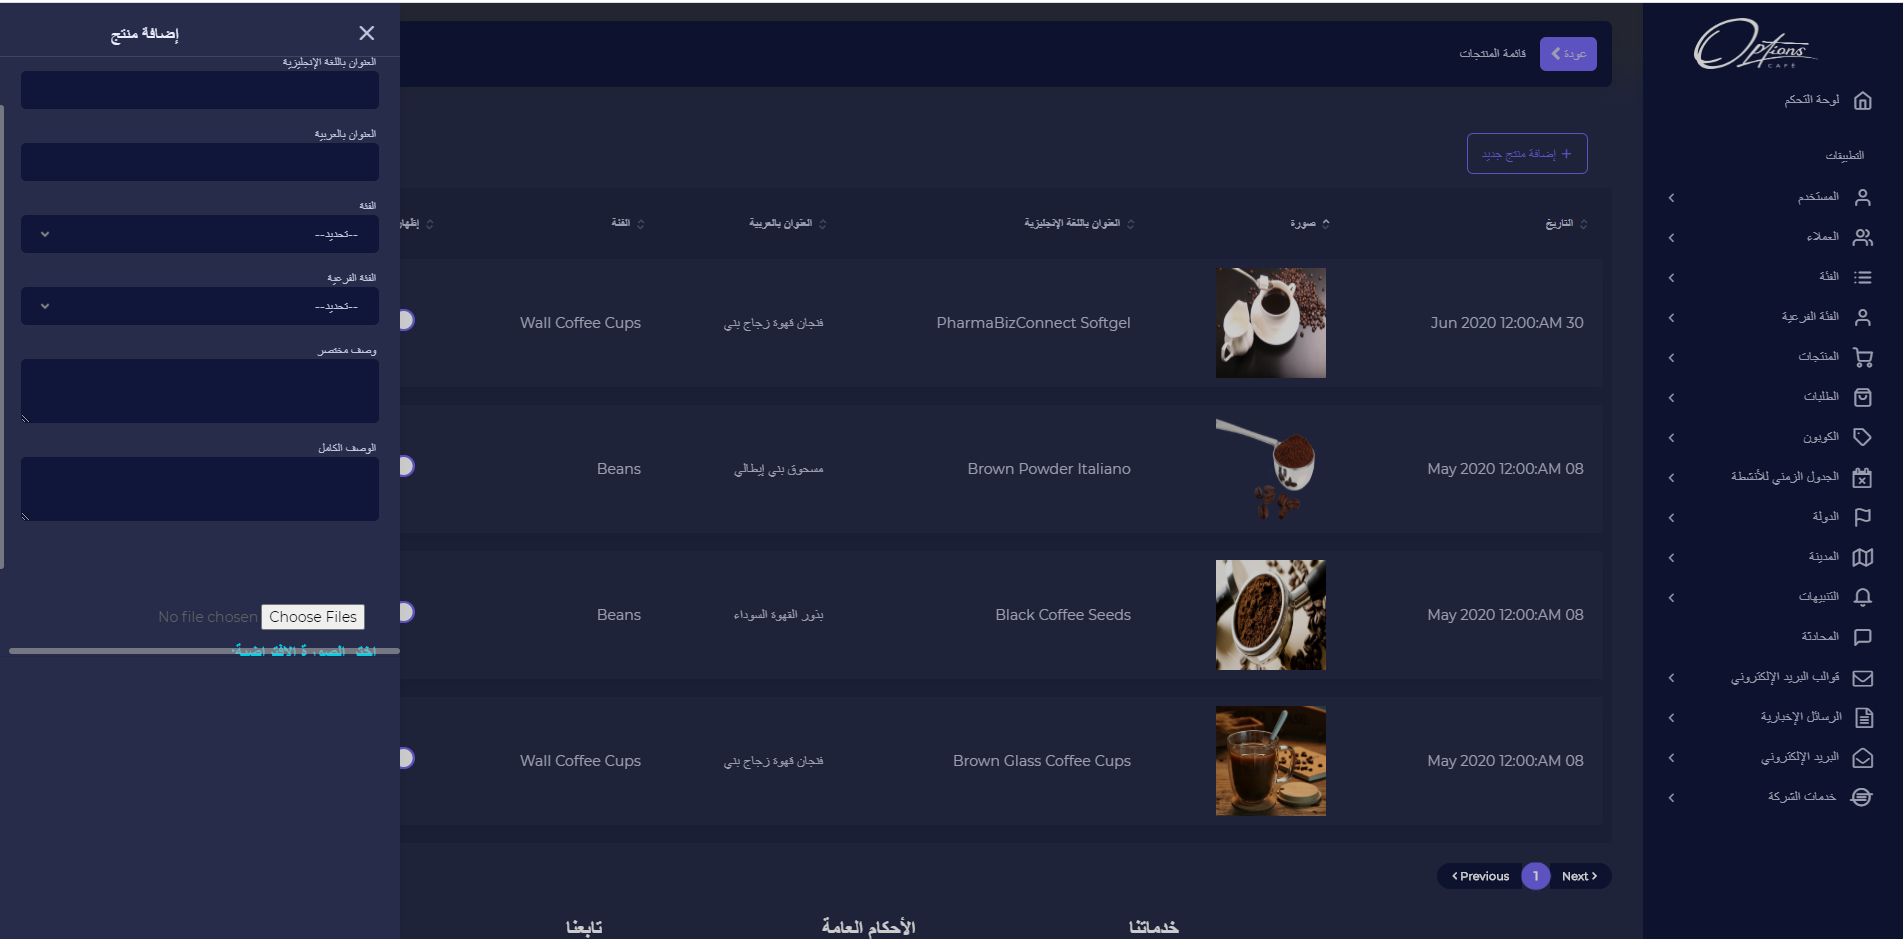 Options
CAFE
لوحة التحكم
التطبيقات
المستخدم
العملاء
الفئة
الفئة الفرعية
المنتجات
الطلبات
الكوبون
الجدول الزمني للأنشطة
الدولة
المدينة
التنبيهات
المحادثة
قوالب البريد الإلكتروني
الرسائل الإخبارية
البريد الإلكتروني
خدمات الشركة
عودة
قائمة المنتجات
+ إضافة منتج جديد
التاريخ صورة العنوان باللغة الإنجليزية العنوان بالعربية الفئة
30 Jun 2020 12:00:AM PharmaBizConnect Softgel فنجان قهوة زجاج بني Wall Coffee Cups
08 May 2020 12:00:AM Brown Powder Italiano مسحوق بني إيطالي Beans
08 May 2020 12:00:AM Black Coffee Seeds بذور القهوة السوداء Beans
08 May 2020 12:00:AM Brown Glass Coffee Cups فنجان قهوة زجاج بني Wall Coffee Cups
Previous 1 Next
خدماتنا الأحكام العامة تابعنا
إضافة منتج
العنوان باللغة الإنجليزية
العنوان بالعربية
الفئة
--تحديد--
الفئة الفرعية
--تحديد--
وصف مختصر
الوصف الكامل
Choose Files No file chosen
اختر الصورة الافتراضية: